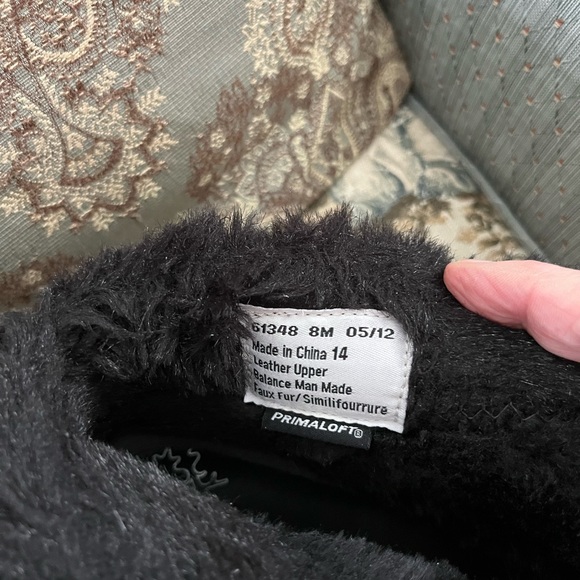 61348 8M 05/12
Made in China 14
Leather Upper
Balance Man Made
Faux Fur/Similifourrure
PRIMALOFT®